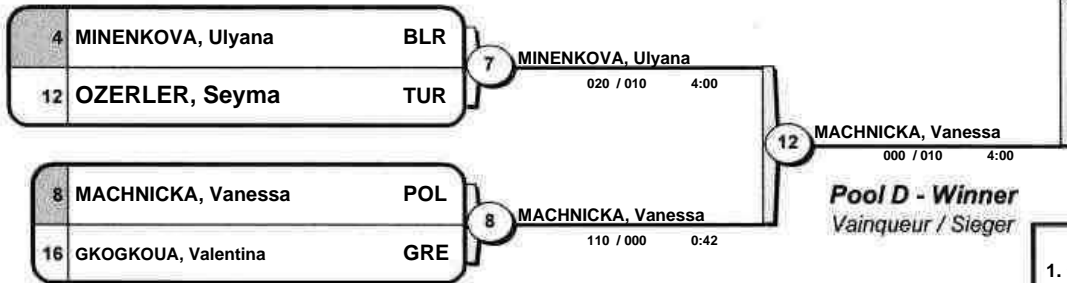 4 MINENKOVA, Ulyana BLR
12 OZERLER, Seyma TUR
7 MINENKOVA, Ulyana
020 / 010 4:00
8 MACHNICKA, Vanessa POL
16 GKOGKOUA, Valentina GRE
8 MACHNICKA, Vanessa
110 / 000 0:42
12 MACHNICKA, Vanessa
000 / 010 4:00
Pool D - Winner
Vainqueur / Sieger
1.